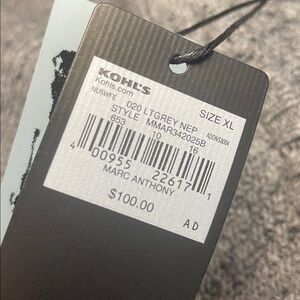 KOHL'S
Kohls.com
NUSWFE
SIZE XL
020 LTGREY NEP
STYLE MMAR342025B
653 10 16
4 00955 22617 1
MARC ANTHONY
$100.00
AD